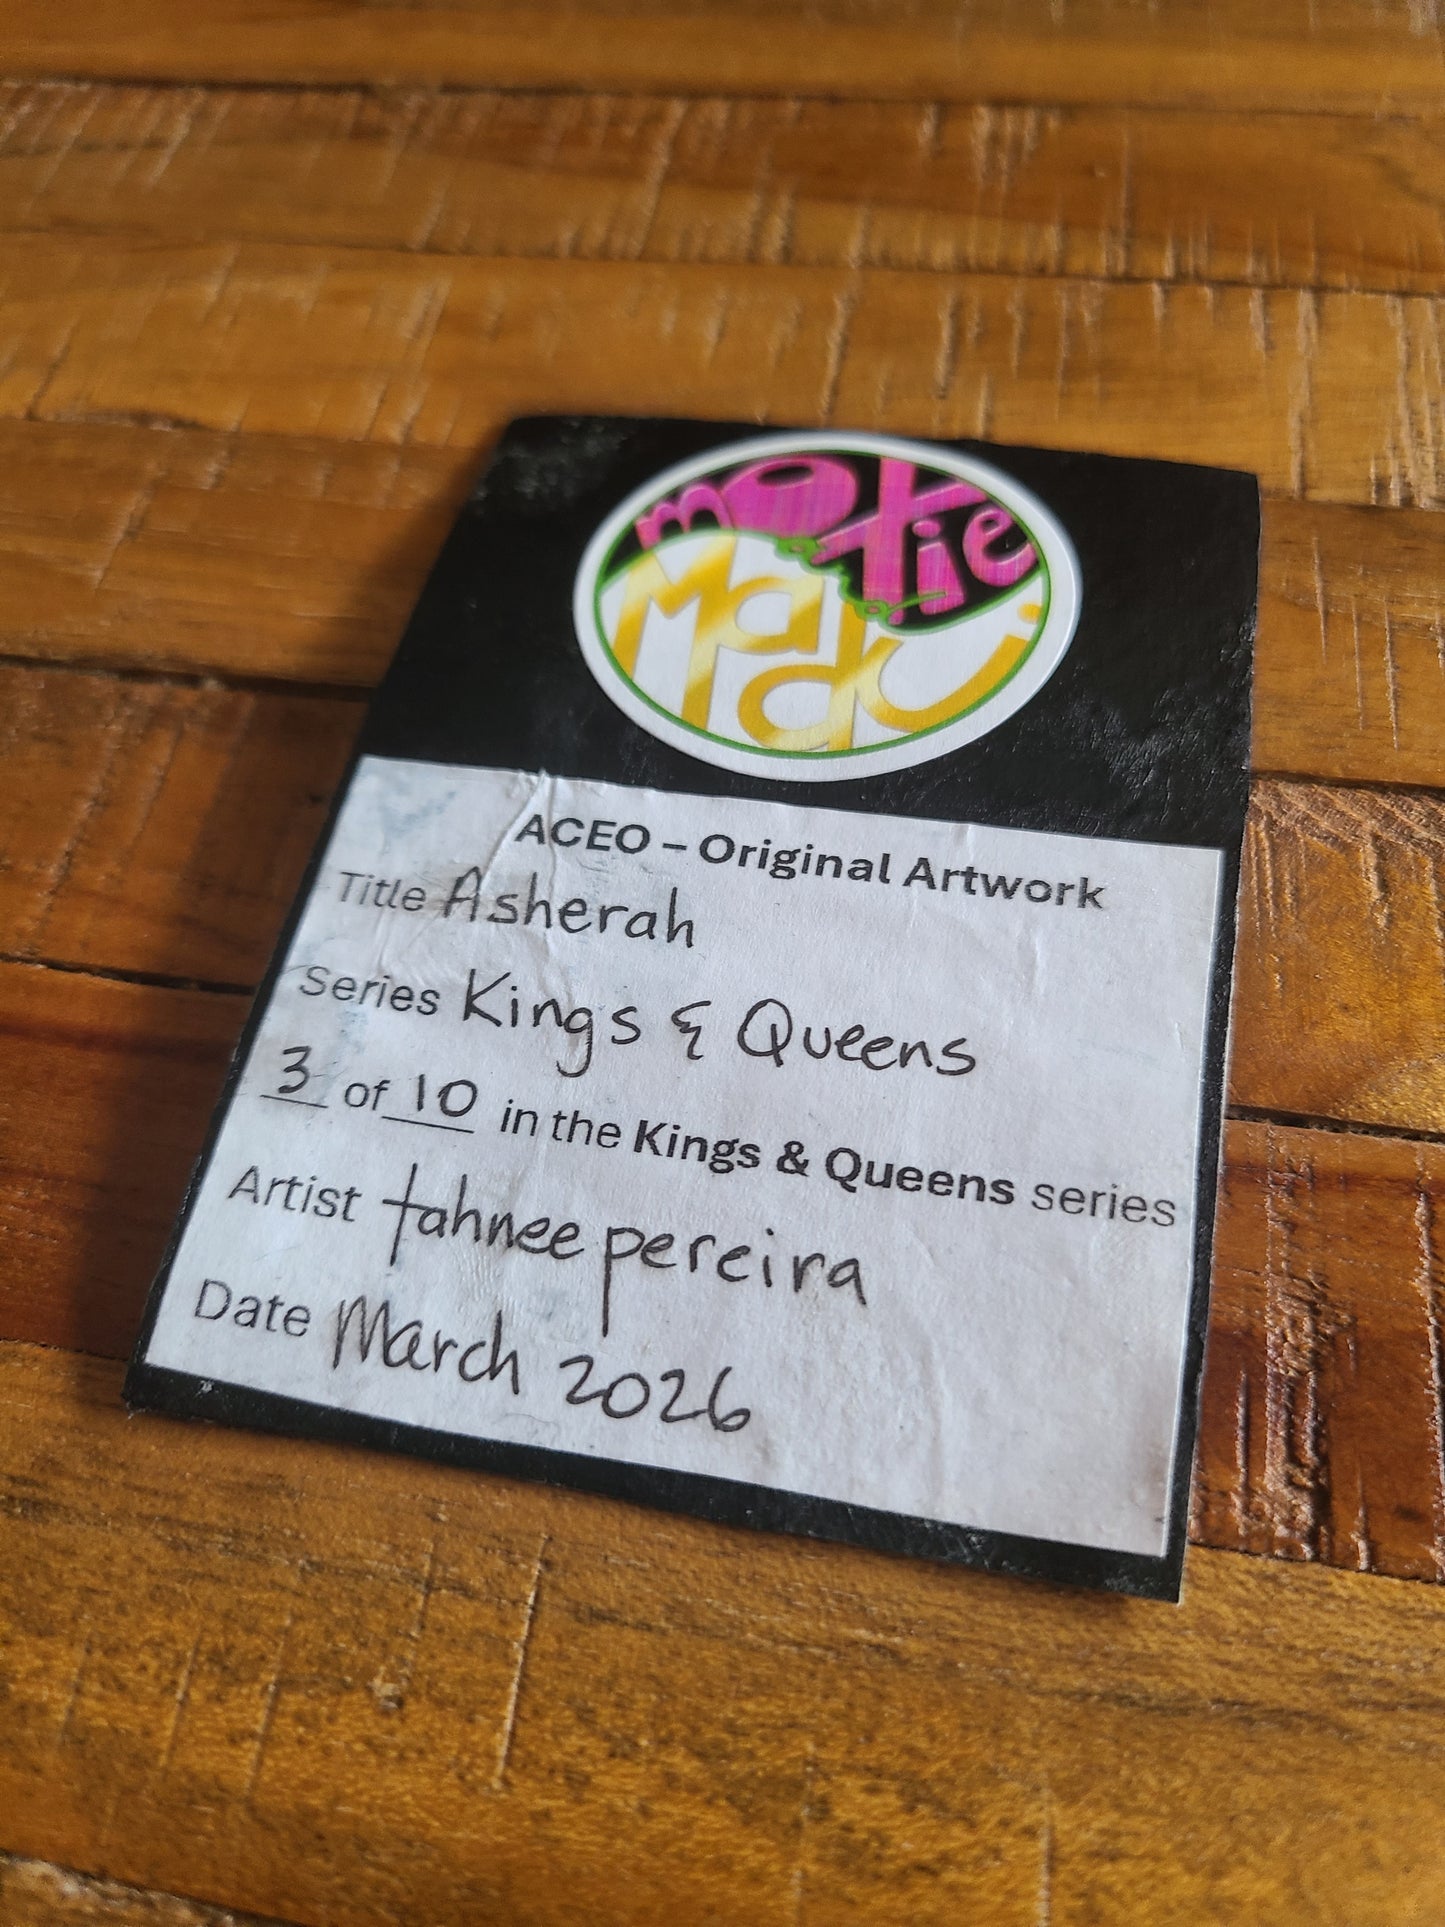 moxie
and
Maddi
ACEO – Original Artwork
Title Asherah
Series Kings & Queens
3 of 10 in the Kings & Queens series
Artist tahnee pereira
Date March 2026